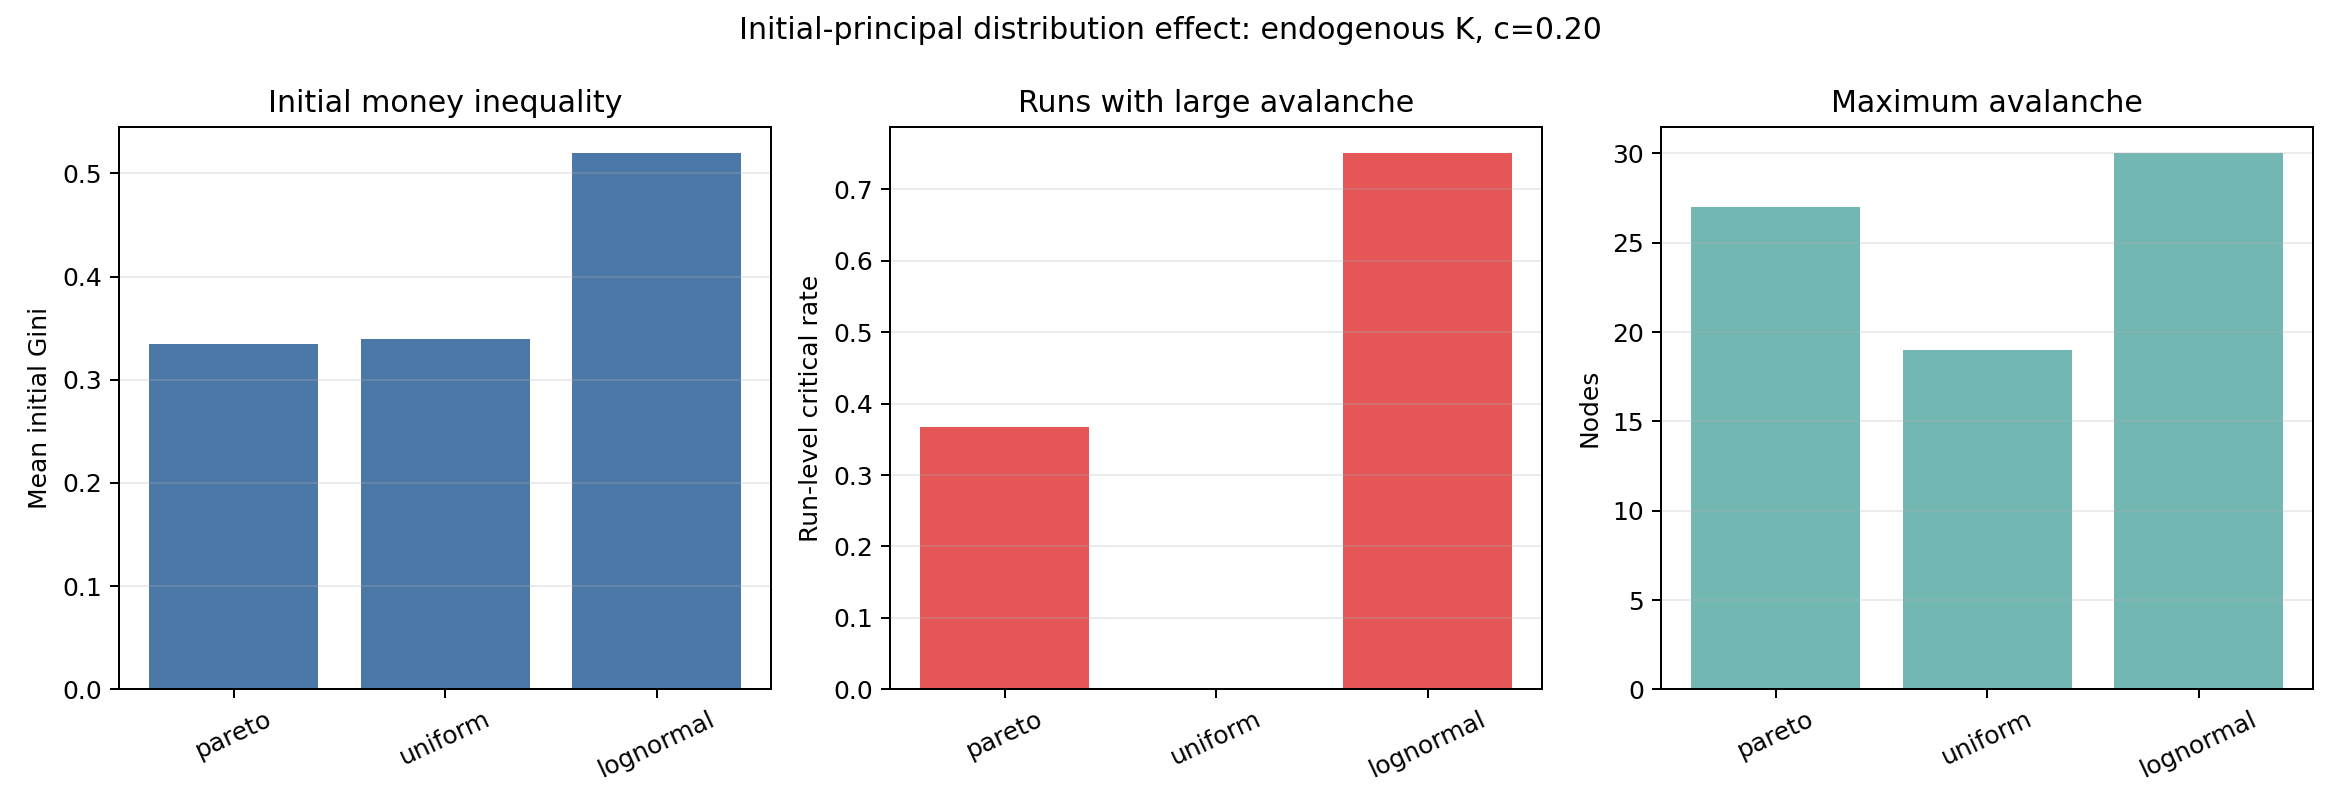 Initial-principal distribution effect: endogenous K, c=0.20
Initial money inequality
Mean initial Gini
0.5
0.4
0.3
0.2
0.1
0.0
pareto
uniform
lognormal
Runs with large avalanche
Run-level critical rate
0.7
0.6
0.5
0.4
0.3
0.2
0.1
0.0
pareto
uniform
lognormal
Maximum avalanche
Nodes
30
25
20
15
10
5
0
pareto
uniform
lognormal